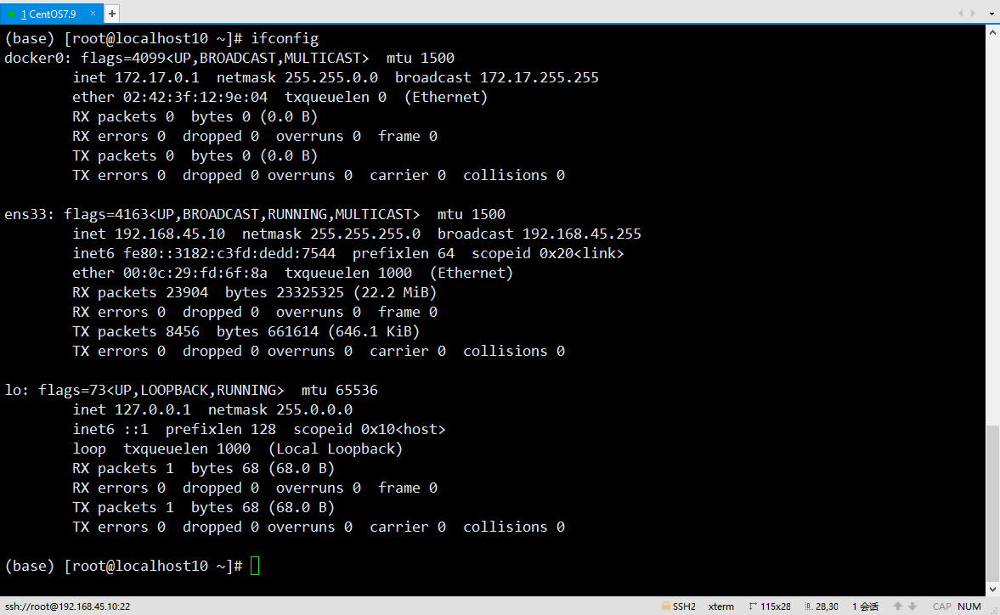 1 CentOS7.9 × +
(base) [root@localhost10 ~]# ifconfig
docker0: flags=4099<UP,BROADCAST,MULTICAST>  mtu 1500
        inet 172.17.0.1  netmask 255.255.0.0  broadcast 172.17.255.255
        ether 02:42:3f:12:9e:04  txqueuelen 0  (Ethernet)
        RX packets 0  bytes 0 (0.0 B)
        RX errors 0  dropped 0  overruns 0  frame 0
        TX packets 0  bytes 0 (0.0 B)
        TX errors 0  dropped 0 overruns 0  carrier 0  collisions 0

ens33: flags=4163<UP,BROADCAST,RUNNING,MULTICAST>  mtu 1500
        inet 192.168.45.10  netmask 255.255.255.0  broadcast 192.168.45.255
        inet6 fe80::3182:c3fd:dedd:7544  prefixlen 64  scopeid 0x20<link>
        ether 00:0c:29:fd:6f:8a  txqueuelen 1000  (Ethernet)
        RX packets 23904  bytes 23325325 (22.2 MiB)
        RX errors 0  dropped 0  overruns 0  frame 0
        TX packets 8456  bytes 661614 (646.1 KiB)
        TX errors 0  dropped 0 overruns 0  carrier 0  collisions 0

lo: flags=73<UP,LOOPBACK,RUNNING>  mtu 65536
        inet 127.0.0.1  netmask 255.0.0.0
        inet6 ::1  prefixlen 128  scopeid 0x10<host>
        loop  txqueuelen 1000  (Local Loopback)
        RX packets 1  bytes 68 (68.0 B)
        RX errors 0  dropped 0  overruns 0  frame 0
        TX packets 1  bytes 68 (68.0 B)
        TX errors 0  dropped 0 overruns 0  carrier 0  collisions 0

(base) [root@localhost10 ~]#
ssh://root@192.168.45.10:22 SSH2 xterm 115x28 28,30 1 会话 CAP NUM